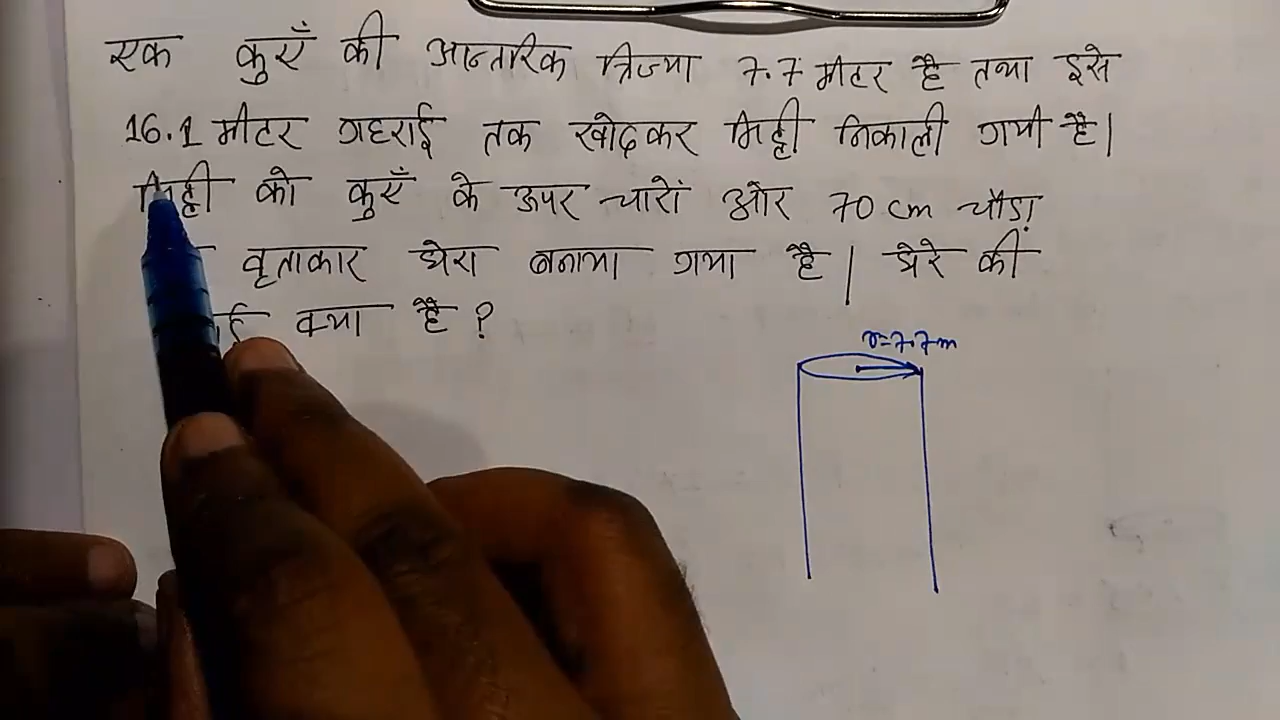 एक कुएँ की आन्तरिक त्रिज्या 7.7 मीटर है तथा इसे
16.1 मीटर गहराई तक खोदकर मिट्टी निकाली गयी है|
मिट्टी को कुएँ के ऊपर चारों ओर 70 cm चौड़ा
वृताकार घेरा बनाया गया है| घेरे की
क्या है ?
r=7.7m